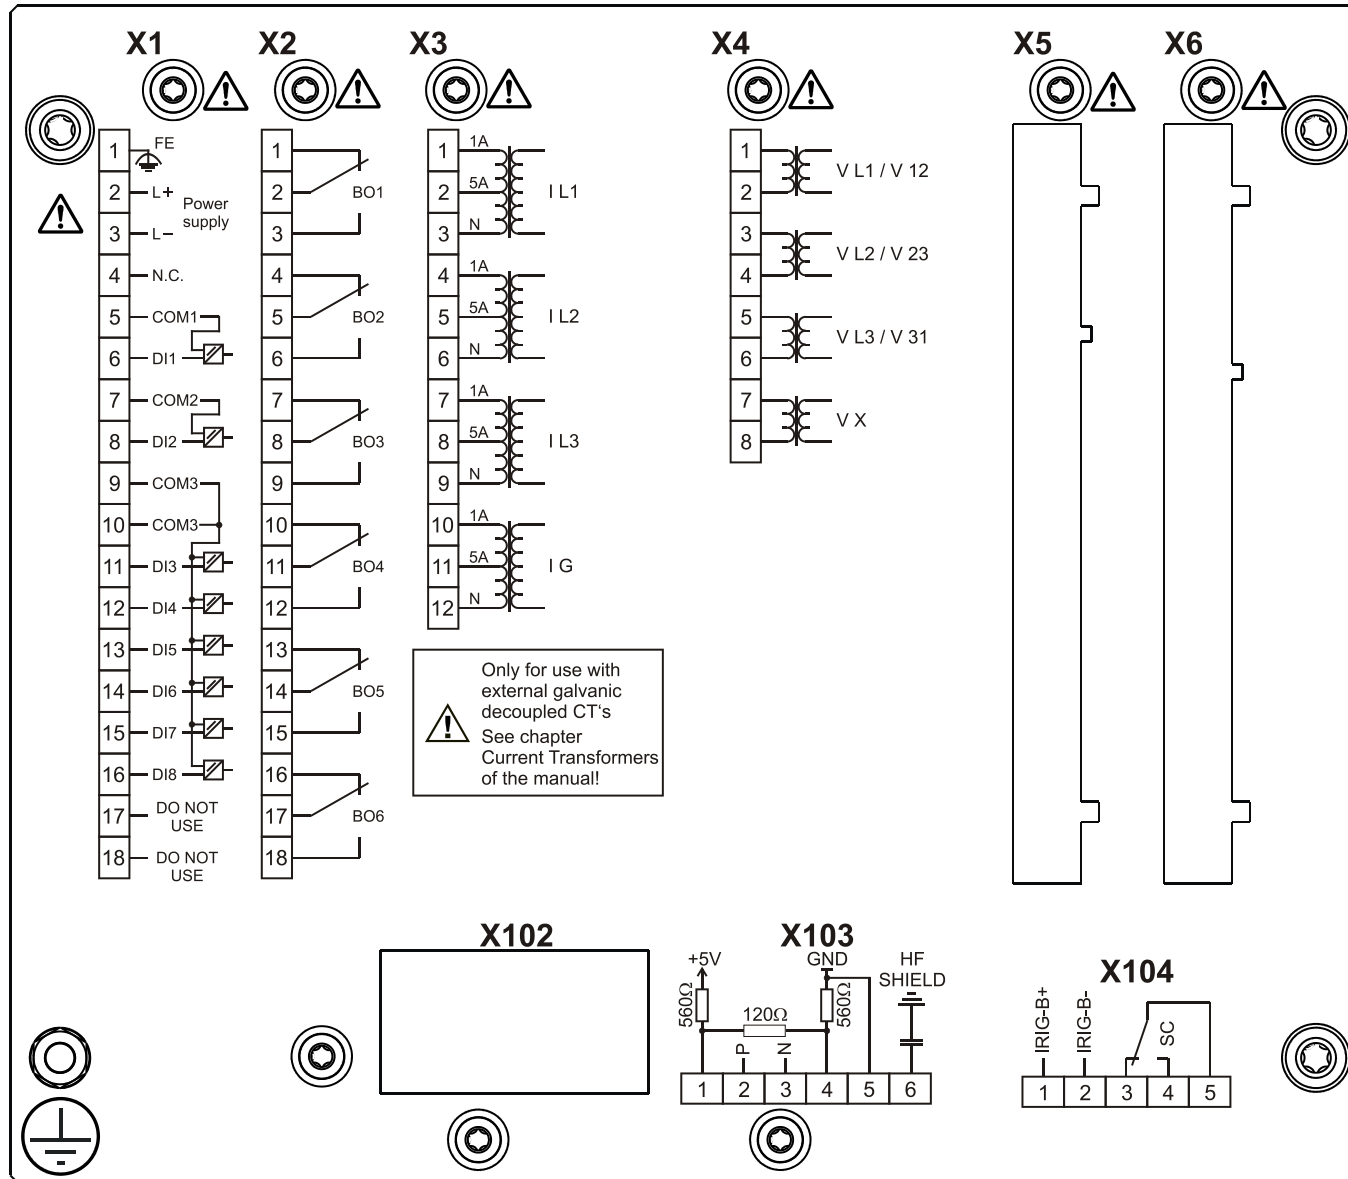 X1
X2
X3
X4
X5
X6
1 FE
2 L+
Power
supply
3 L-
4 N.C.
5 COM1
6 DI1
7 COM2
8 DI2
9 COM3
10 COM3
11 DI3
12 DI4
13 DI5
14 DI6
15 DI7
16 DI8
17 DO NOT
USE
18 DO NOT
USE
1
2 BO1
3
4
5 BO2
6
7
8 BO3
9
10
11 BO4
12
13
14 BO5
15
16
17 BO6
18
1 1A
2 5A I L1
3 N
4 1A
5 5A I L2
6 N
7 1A
8 5A I L3
9 N
10 1A
11 5A I G
12 N
Only for use with
external galvanic
decoupled CT‘s
See chapter
Current Transformers
of the manual!
1
V L1 / V 12
2
3
V L2 / V 23
4
5
V L3 / V 31
6
7
V X
8
X102
X103
+5V
GND
HF
SHIELD
560Ω
120Ω
560Ω
P
N
1 2 3 4 5 6
X104
IRIG-B+
IRIG-B-
SC
1 2 3 4 5